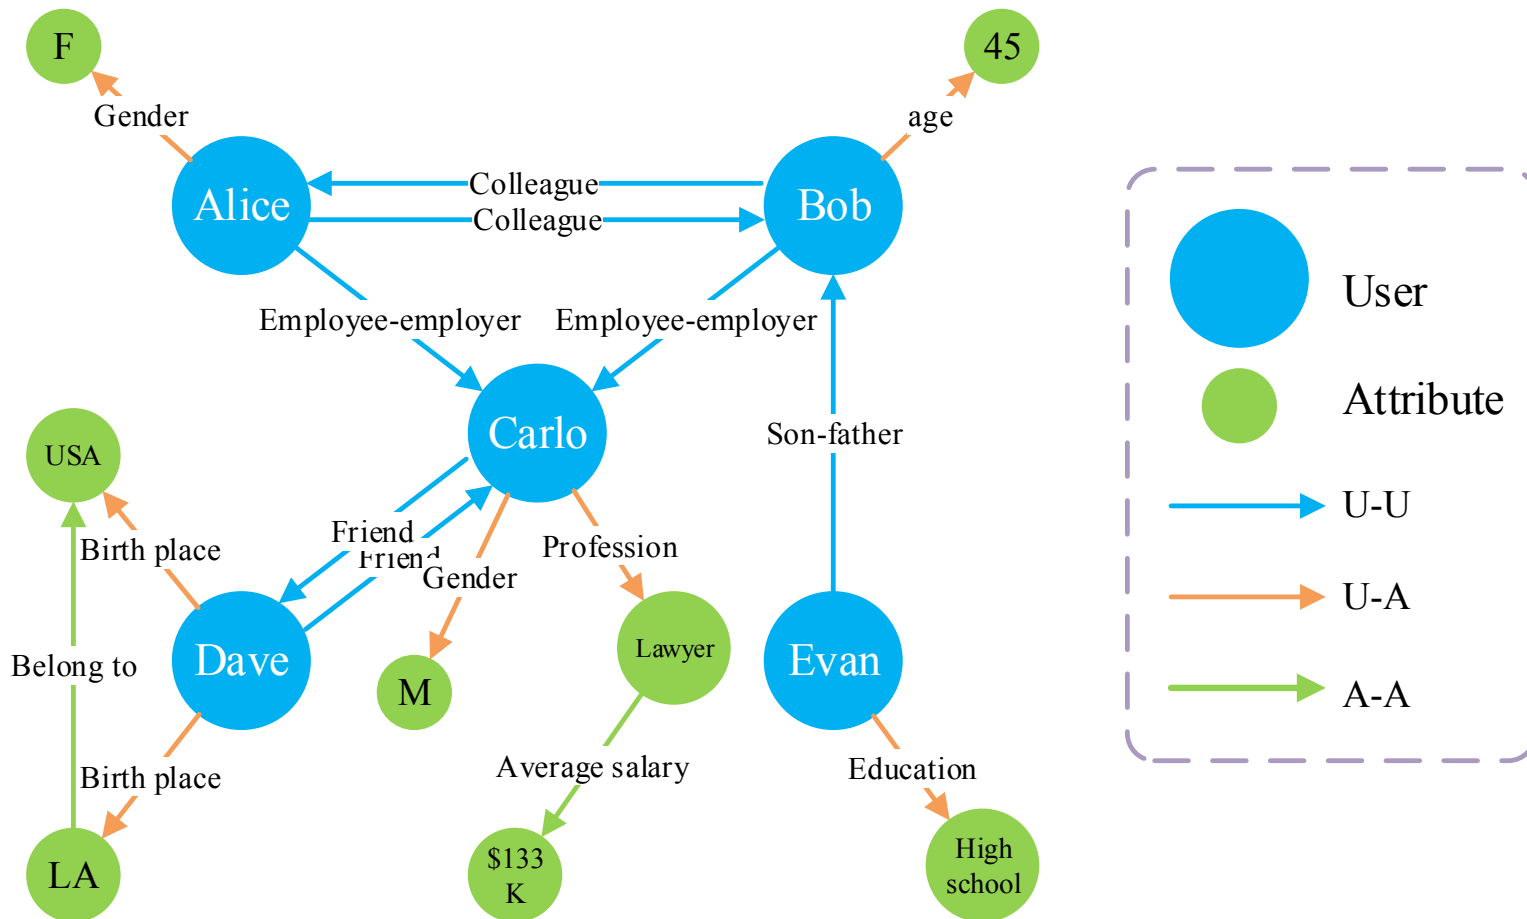 F
45
Gender
age
Alice
Colleague
Bob
Colleague
User
Employee-employer
Employee-employer
Attribute
Carlo
Son-father
USA
U-U
Friend
Friend
Birth place
Profession
Gender
U-A
Lawyer
Belong to
Dave
Evan
M
A-A
Birth place
Average salary
Education
LA
$133
K
High
school